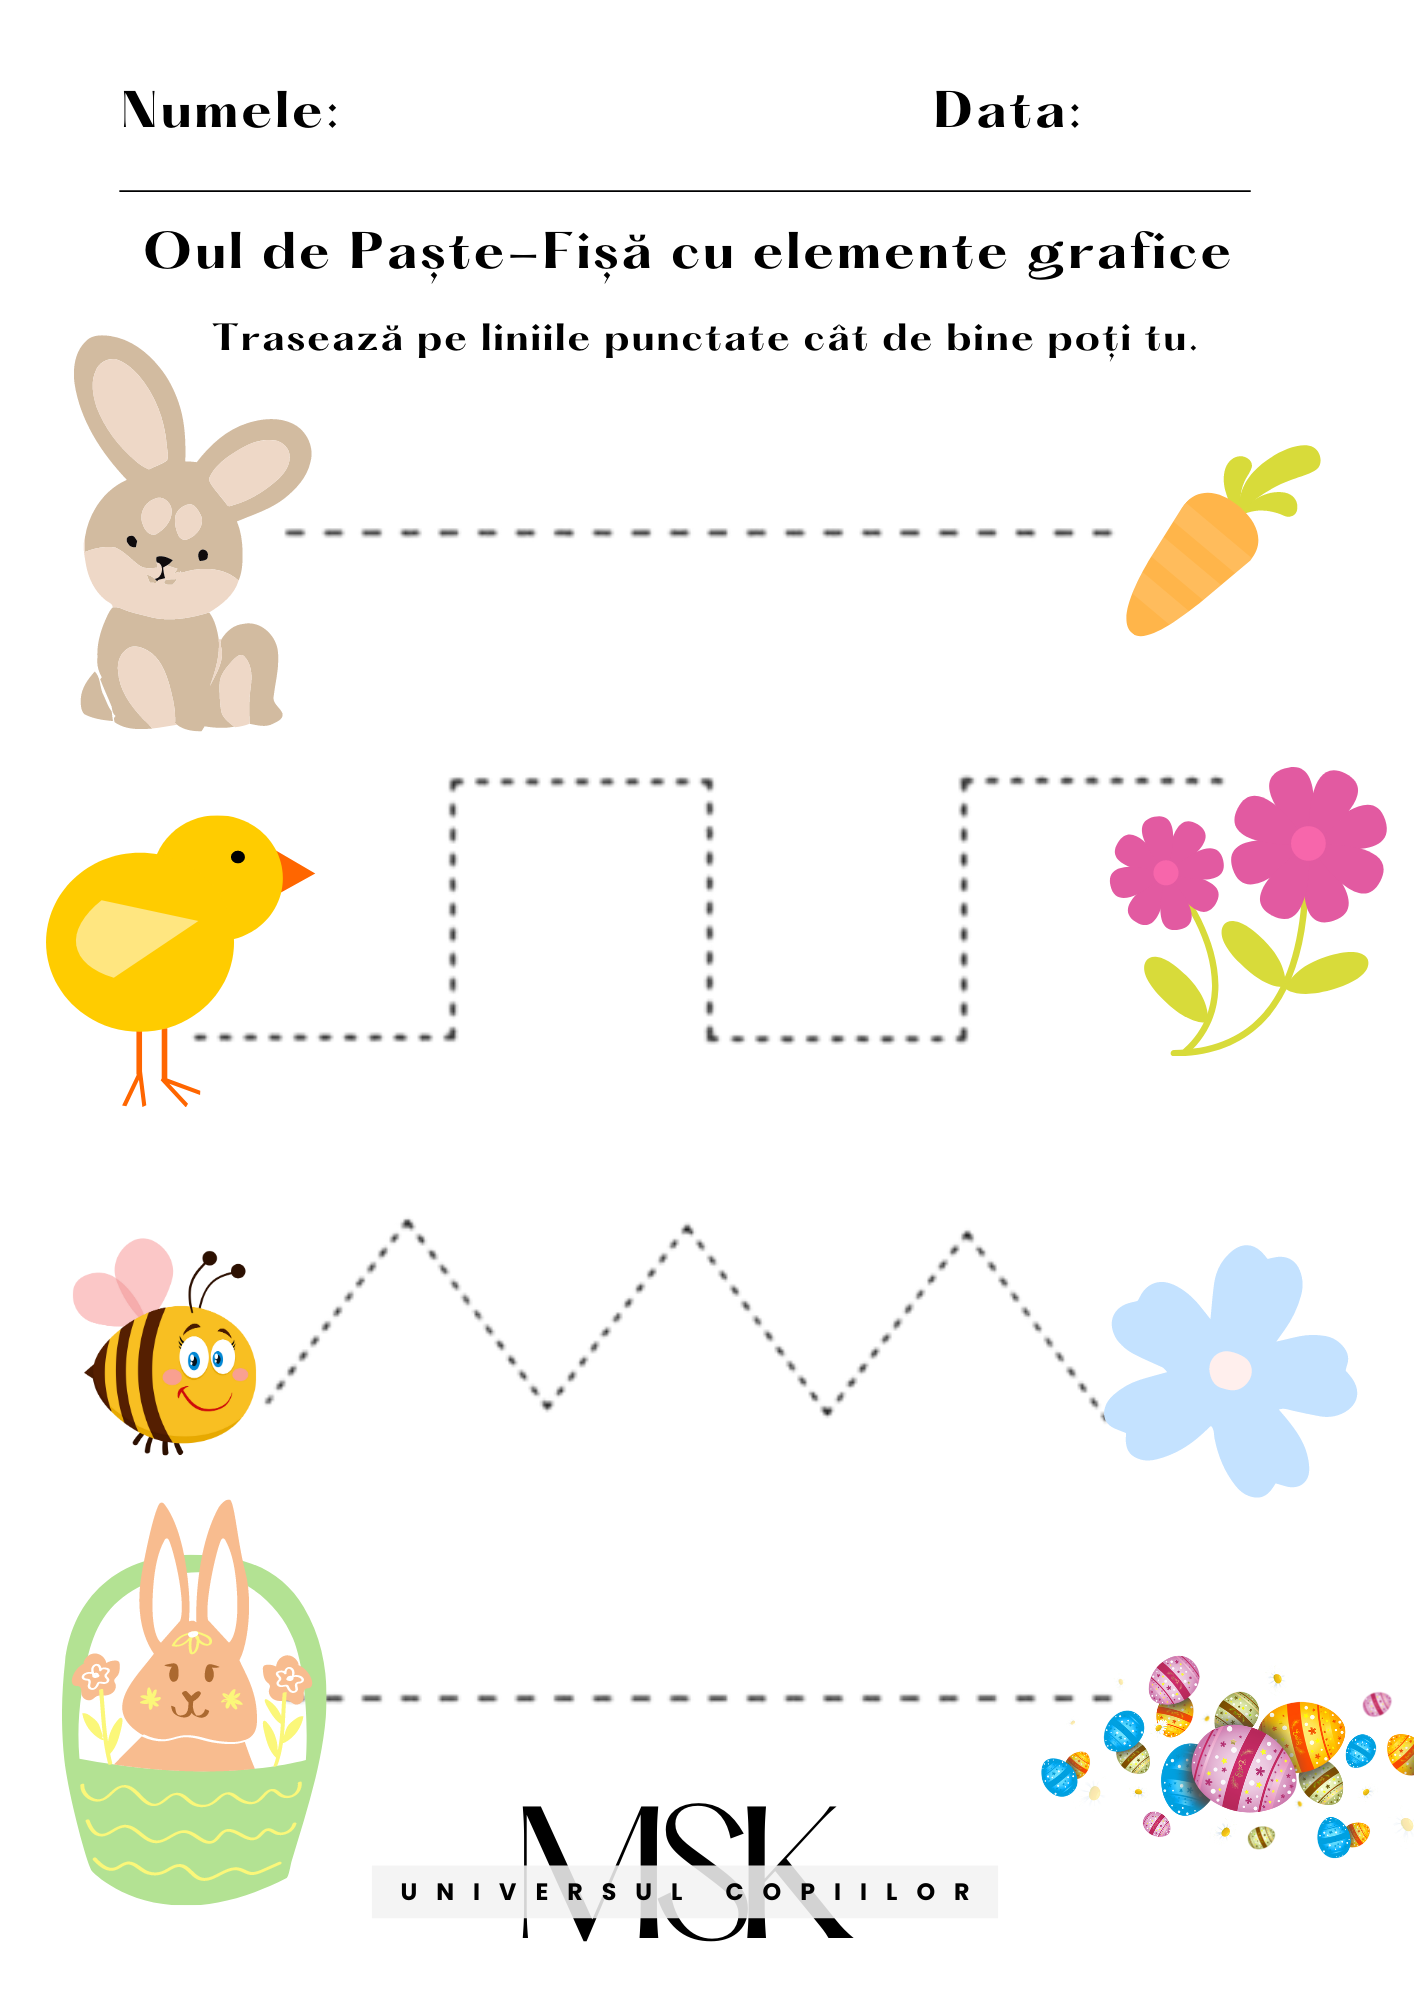 Numele: Data:
Oul de Paște-Fișă cu elemente grafice
Trasează pe liniile punctate cât de bine poți tu.
MSK
UNIVERSUL COPIILOR